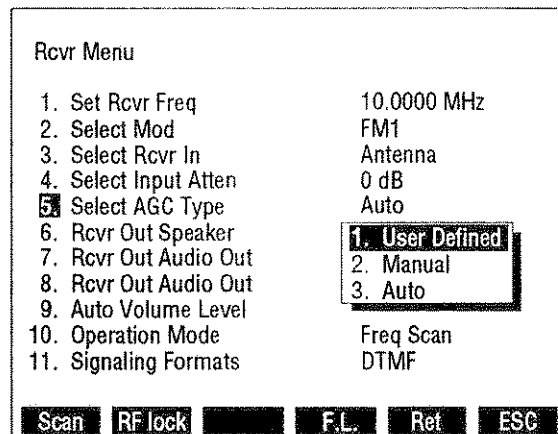 Rcvr Menu
1. Set Rcvr Freq 10.0000 MHz
2. Select Mod FM1
3. Select Rcvr In Antenna
4. Select Input Atten 0 dB
5. Select AGC Type Auto
6. Rcvr Out Speaker 1. User Defined
7. Rcvr Out Audio Out 2. Manual
8. Rcvr Out Audio Out 3. Auto
9. Auto Volume Level
10. Operation Mode Freq Scan
11. Signaling Formats DTMF
Scan RF lock F.L. Ret ESC